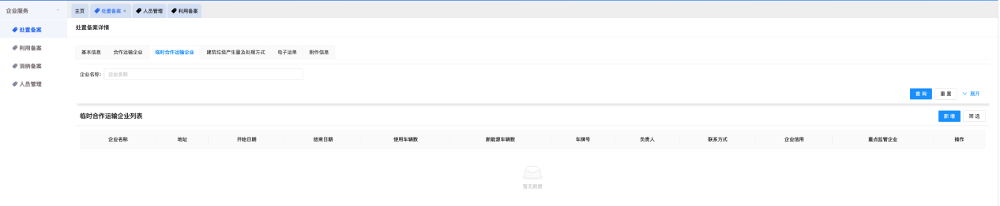 企业服务
主页 处置备案 × 人员管理 利用备案
处置备案
利用备案
消纳备案
人员管理
处置备案详情
基本信息 合作运输企业 临时合作运输企业 建筑垃圾产生量及处理方式 电子运单 附件信息
企业名称: 企业名称
查 询 重 置 展开
临时合作运输企业列表
新 增 筛 选
企业名称 地址 开始日期 结束日期 使用车辆数 新能源车辆数 车牌号 负责人 联系方式 企业信用 重点监管企业 操作
暂无数据